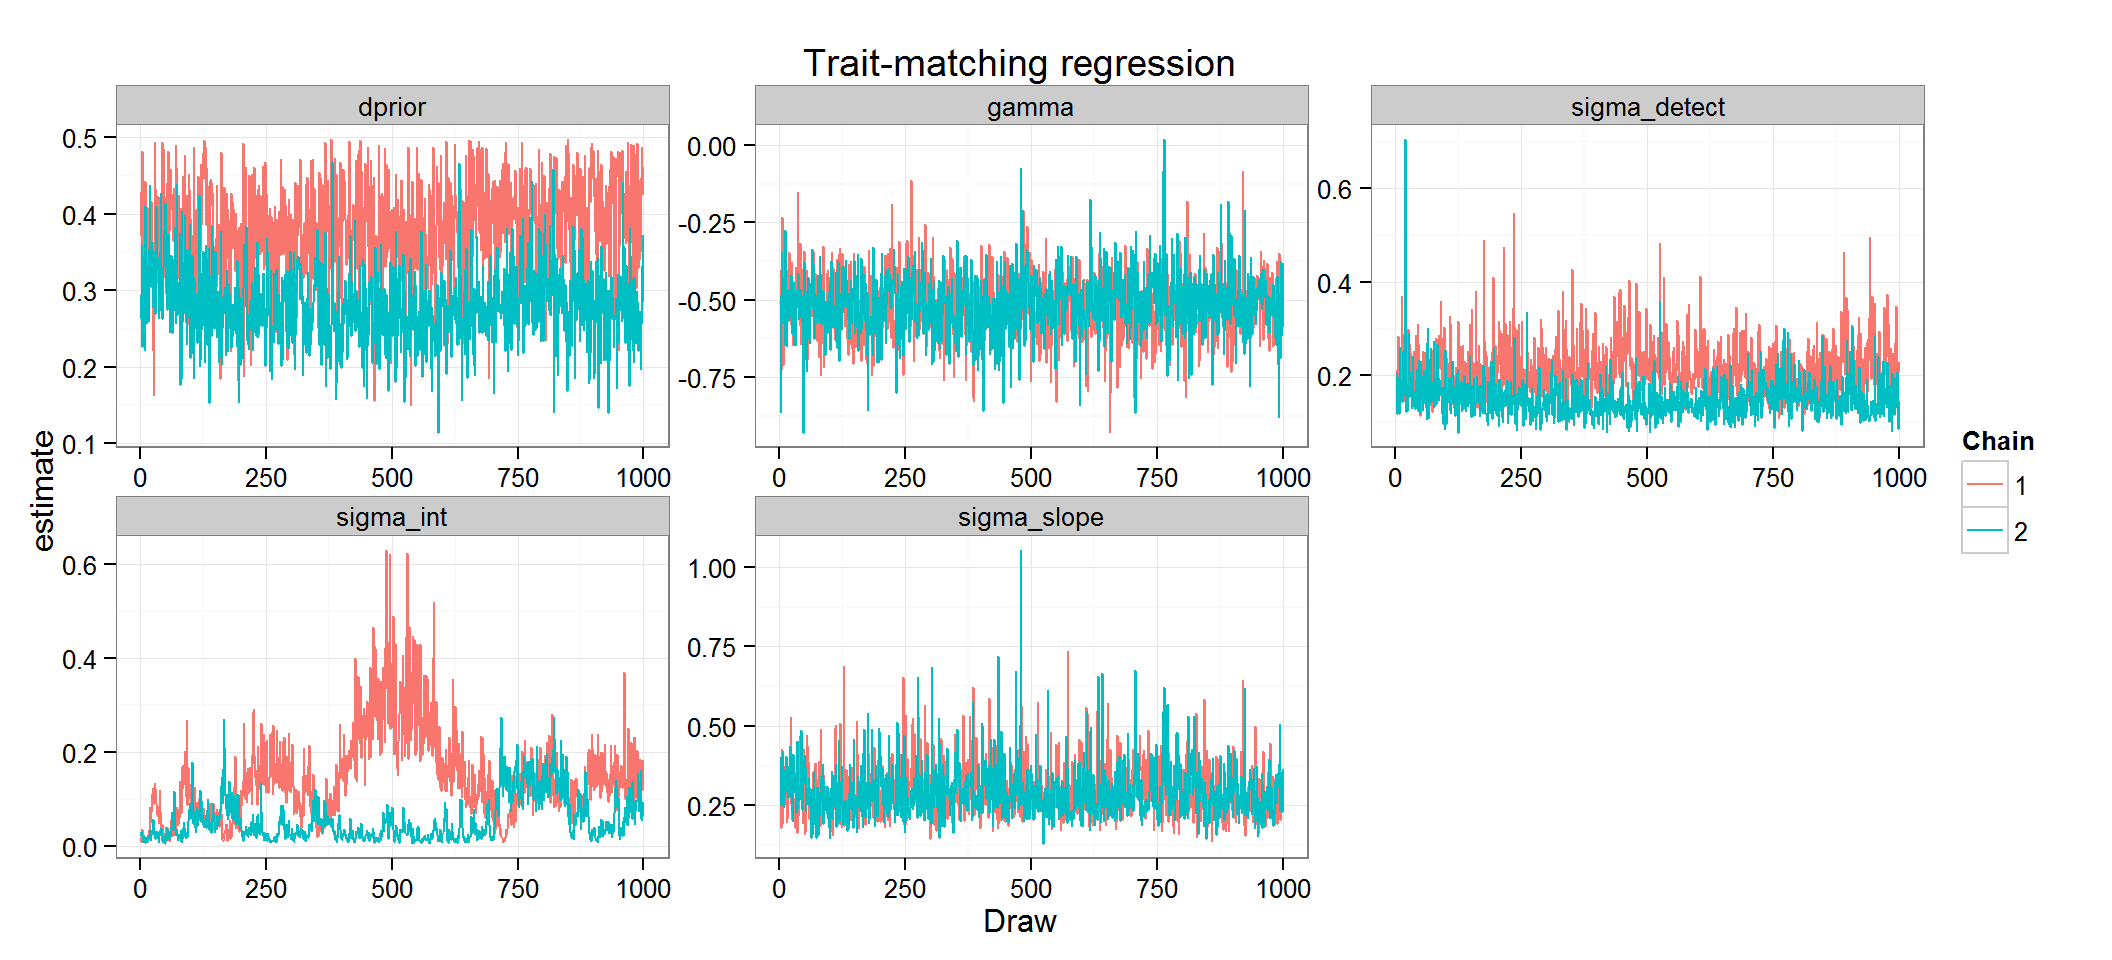 Trait-matching regression
dprior
gamma
sigma_detect
0.5
0.4
0.3
0.2
0.1
0 250 500 750 1000
0.00
-0.25
-0.50
-0.75
0 250 500 750 1000
0.6
0.4
0.2
0 250 500 750 1000
estimate
sigma_int
sigma_slope
0.6
0.4
0.2
0.0
0 250 500 750 1000
1.00
0.75
0.50
0.25
0 250 500 750 1000
Draw
Chain
1
2